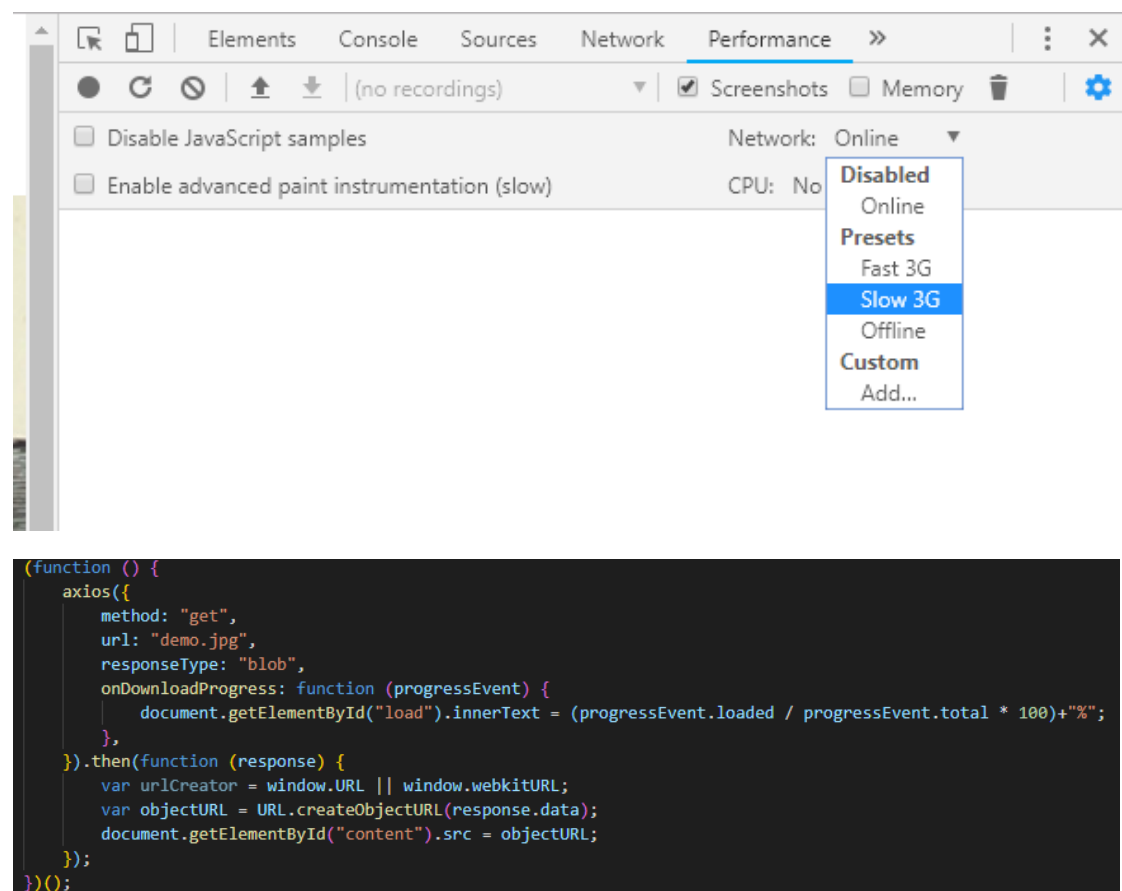 Elements Console Sources Network Performance »
(no recordings) Screenshots Memory
Disable JavaScript samples Network: Online
Enable advanced paint instrumentation (slow) CPU: No
Disabled
Online
Presets
Fast 3G
Slow 3G
Offline
Custom
Add...
(function () {
    axios({
        method: "get",
        url: "demo.jpg",
        responseType: "blob",
        onDownloadProgress: function (progressEvent) {
            document.getElementById("load").innerText = (progressEvent.loaded / progressEvent.total * 100)+"%";
        },
    }).then(function (response) {
        var urlCreator = window.URL || window.webkitURL;
        var objectURL = URL.createObjectURL(response.data);
        document.getElementById("content").src = objectURL;
    });
})();